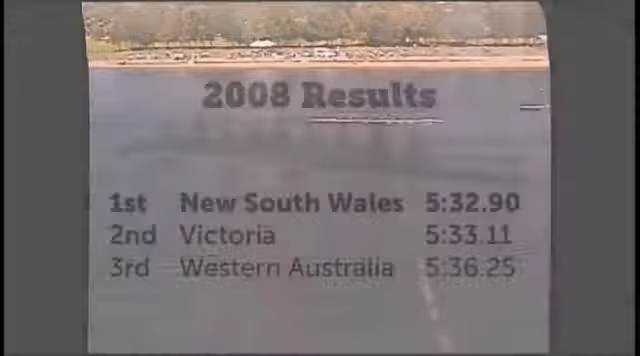 2008 Results
1st New South Wales 5:32.90
2nd Victoria 5:33.11
3rd Western Australia 5:36.25